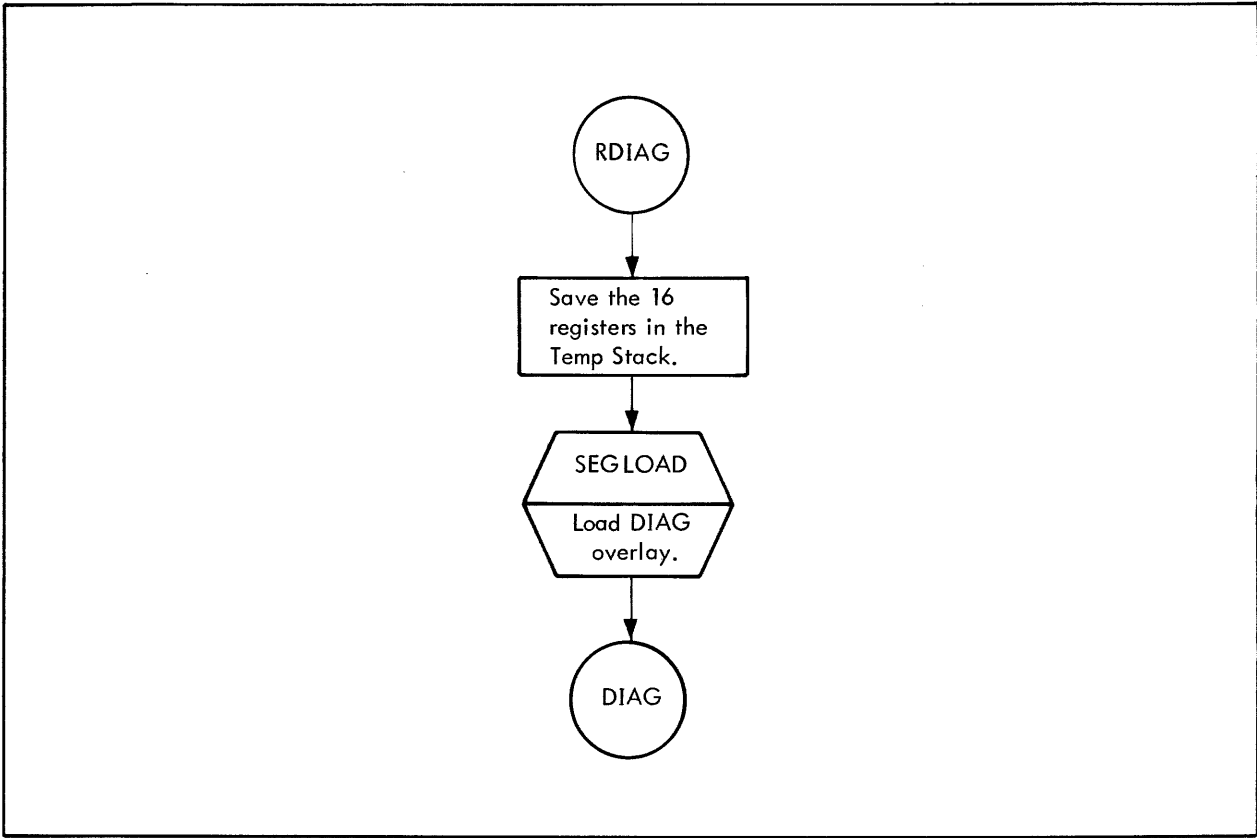 RDIAG
Save the 16
registers in the
Temp Stack.
SEGLOAD
Load DIAG
overlay.
DIAG